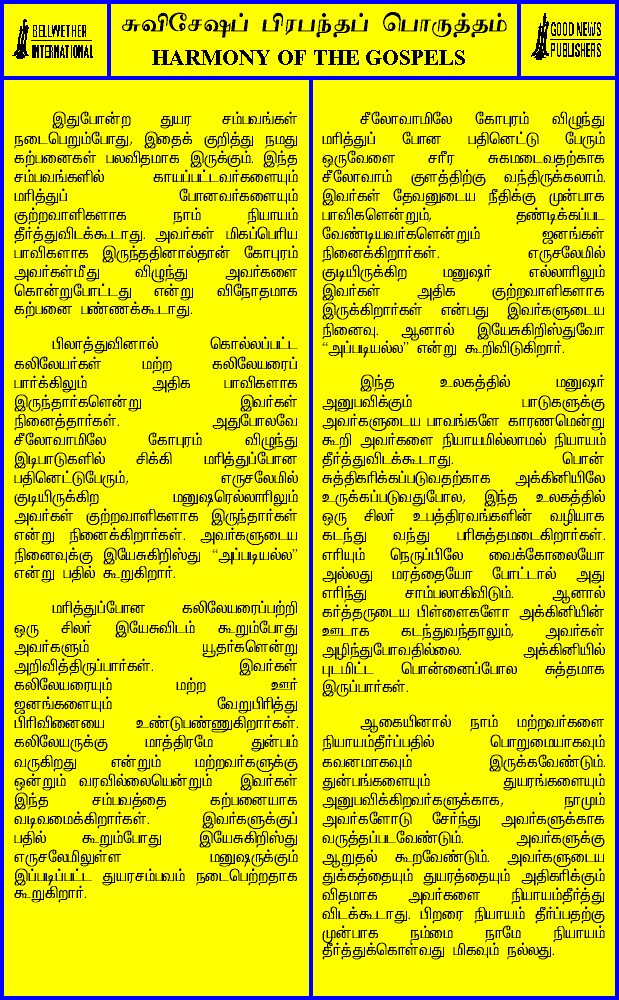 BELLWETHER
INTERNATIONAL
சுவிசேஷப் பிரபந்தப் பொருத்தம்
HARMONY OF THE GOSPELS
GOOD NEWS
PUBLISHERS
இதுபோன்ற துயர சம்பவங்கள்
நடைபெறும்போது, இதைக் குறித்து நமது
கற்பனைகள் பலவிதமாக இருக்கும். இந்த
சம்பவங்களில் காயப்பட்டவர்களையும்
மரித்துப் போனவர்களையும்
குற்றவாளிகளாக நாம் நியாயம்
தீர்த்துவிடக்கூடாது. அவர்கள் மிகப்பெரிய
பாவிகளாக இருந்ததினால்தான் கோபுரம்
அவர்கள்மீது விழுந்து அவர்களை
கொன்றுபோட்டது என்று விநோதமாக
கற்பனை பண்ணக்கூடாது.
பிலாத்துவினால் கொல்லப்பட்ட
கலிலேயர்கள் மற்ற கலிலேயரைப்
பார்க்கிலும் அதிக பாவிகளாக
இருந்தார்களென்று இவர்கள்
நினைத்தார்கள். அதுபோலவே
சீலோவாமிலே கோபுரம் விழுந்து
இடிபாடுகளில் சிக்கி மரித்துப்போன
பதினெட்டுபேரும், எருசலேமில்
குடியிருக்கிற மனுஷரெல்லாரிலும்
அவர்கள் குற்றவாளிகளாக இருந்தார்கள்
என்று நினைக்கிறார்கள். அவர்களுடைய
நினைவுக்கு இயேசுகிறிஸ்து “அப்படியல்ல”
என்று பதில் கூறுகிறார்.
மரித்துப்போன கலிலேயரைப்பற்றி
ஒரு சிலர் இயேசுவிடம் கூறும்போது
அவர்களும் யூதர்களென்று
அறிவித்திருப்பார்கள். இவர்கள்
கலிலேயரையும் மற்ற ஊர்
ஜனங்களையும் வேறுபிரித்து
பிரிவினையை உண்டுபண்ணுகிறார்கள்.
கலிலேயருக்கு மாத்திரமே துன்பம்
வருகிறது என்றும் மற்றவர்களுக்கு
ஒன்றும் வரவில்லையென்றும் இவர்கள்
இந்த சம்பவத்தை கற்பனையாக
வடிவமைக்கிறார்கள். இவர்களுக்குப்
பதில் கூறும்போது இயேசுகிறிஸ்து
எருசலேமிலுள்ள மனுஷருக்கும்
இப்படிப்பட்ட துயரசம்பவம் நடைபெற்றதாக
கூறுகிறார்.
சீலோவாமிலே கோபுரம் விழுந்து
மரித்துப் போன பதினெட்டு பேரும்
ஒருவேளை சரீர சுகமடைவதற்காக
சீலோவாம் குளத்திற்கு வந்திருக்கலாம்.
இவர்கள் தேவனுடைய நீதிக்கு முன்பாக
பாவிகளென்றும், தண்டிக்கப்பட
வேண்டியவர்களென்றும் ஜனங்கள்
நினைக்கிறார்கள். எருசலேமில்
குடியிருக்கிற மனுஷர் எல்லாரிலும்
இவர்கள் அதிக குற்றவாளிகளாக
இருக்கிறார்கள் என்பது இவர்களுடைய
நினைவு. ஆனால் இயேசுகிறிஸ்துவோ
“அப்படியல்ல” என்று கூறிவிடுகிறார்.
இந்த உலகத்தில் மனுஷர்
அனுபவிக்கும் பாடுகளுக்கு
அவர்களுடைய பாவங்களே காரணமென்று
கூறி அவர்களை நியாயமில்லாமல் நியாயம்
தீர்த்துவிடக்கூடாது. பொன்
சுத்திகரிக்கப்படுவதற்காக அக்கினியிலே
உருக்கப்படுவதுபோல, இந்த உலகத்தில்
ஒரு சிலர் உபத்திரவங்களின் வழியாக
கடந்து வந்து பரிசுத்தமடைகிறார்கள்.
எரியும் நெருப்பிலே வைக்கோலையோ
அல்லது மரத்தையோ போட்டால் அது
எரிந்து சாம்பலாகிவிடும். ஆனால்
கர்த்தருடைய பிள்ளைகளோ அக்கினியின்
ஊடாக கடந்துவந்தாலும், அவர்கள்
அழிந்துபோவதில்லை. அக்கினியில்
புடமிட்ட பொன்னைப்போல சுத்தமாக
இருப்பார்கள்.
ஆகையினால் நாம் மற்றவர்களை
நியாயம்தீர்ப்பதில் பொறுமையாகவும்
கவனமாகவும் இருக்கவேண்டும்.
துன்பங்களையும் துயரங்களையும்
அனுபவிக்கிறவர்களுக்காக, நாமும்
அவர்களோடு சேர்ந்து அவர்களுக்காக
வருத்தப்படவேண்டும். அவர்களுக்கு
ஆறுதல் கூறவேண்டும். அவர்களுடைய
துக்கத்தையும் துயரத்தையும் அதிகரிக்கும்
விதமாக அவர்களை நியாயம்தீர்த்து
விடக்கூடாது. பிறரை நியாயம் தீர்ப்பதற்கு
முன்பாக நம்மை நாமே நியாயம்
தீர்த்துக்கொள்வது மிகவும் நல்லது.